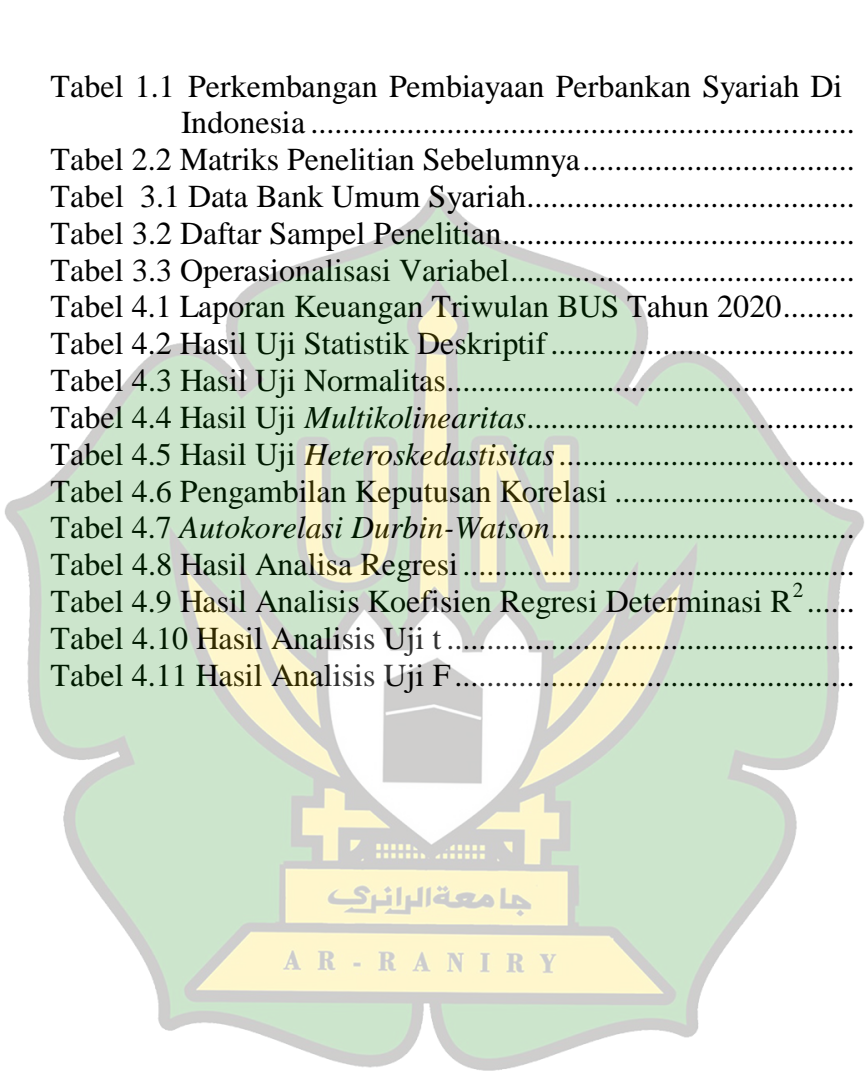 Tabel 1.1 Perkembangan Pembiayaan Perbankan Syariah Di
Indonesia ...................................................................
Tabel 2.2 Matriks Penelitian Sebelumnya..................................
Tabel  3.1 Data Bank Umum Syariah.........................................
Tabel 3.2 Daftar Sampel Penelitian............................................
Tabel 3.3 Operasionalisasi Variabel...........................................
Tabel 4.1 Laporan Keuangan Triwulan BUS Tahun 2020.........
Tabel 4.2 Hasil Uji Statistik Deskriptif ......................................
Tabel 4.3 Hasil Uji Normalitas...................................................
Tabel 4.4 Hasil Uji Multikolinearitas.........................................
Tabel 4.5 Hasil Uji Heteroskedastisitas .....................................
Tabel 4.6 Pengambilan Keputusan Korelasi ..............................
Tabel 4.7 Autokorelasi Durbin-Watson......................................
Tabel 4.8 Hasil Analisa Regresi .................................................
Tabel 4.9 Hasil Analisis Koefisien Regresi Determinasi R² ......
Tabel 4.10 Hasil Analisis Uji t ...................................................
Tabel 4.11 Hasil Analisis Uji F..................................................
UIN
جامعةالرانري
AR-RANIRY